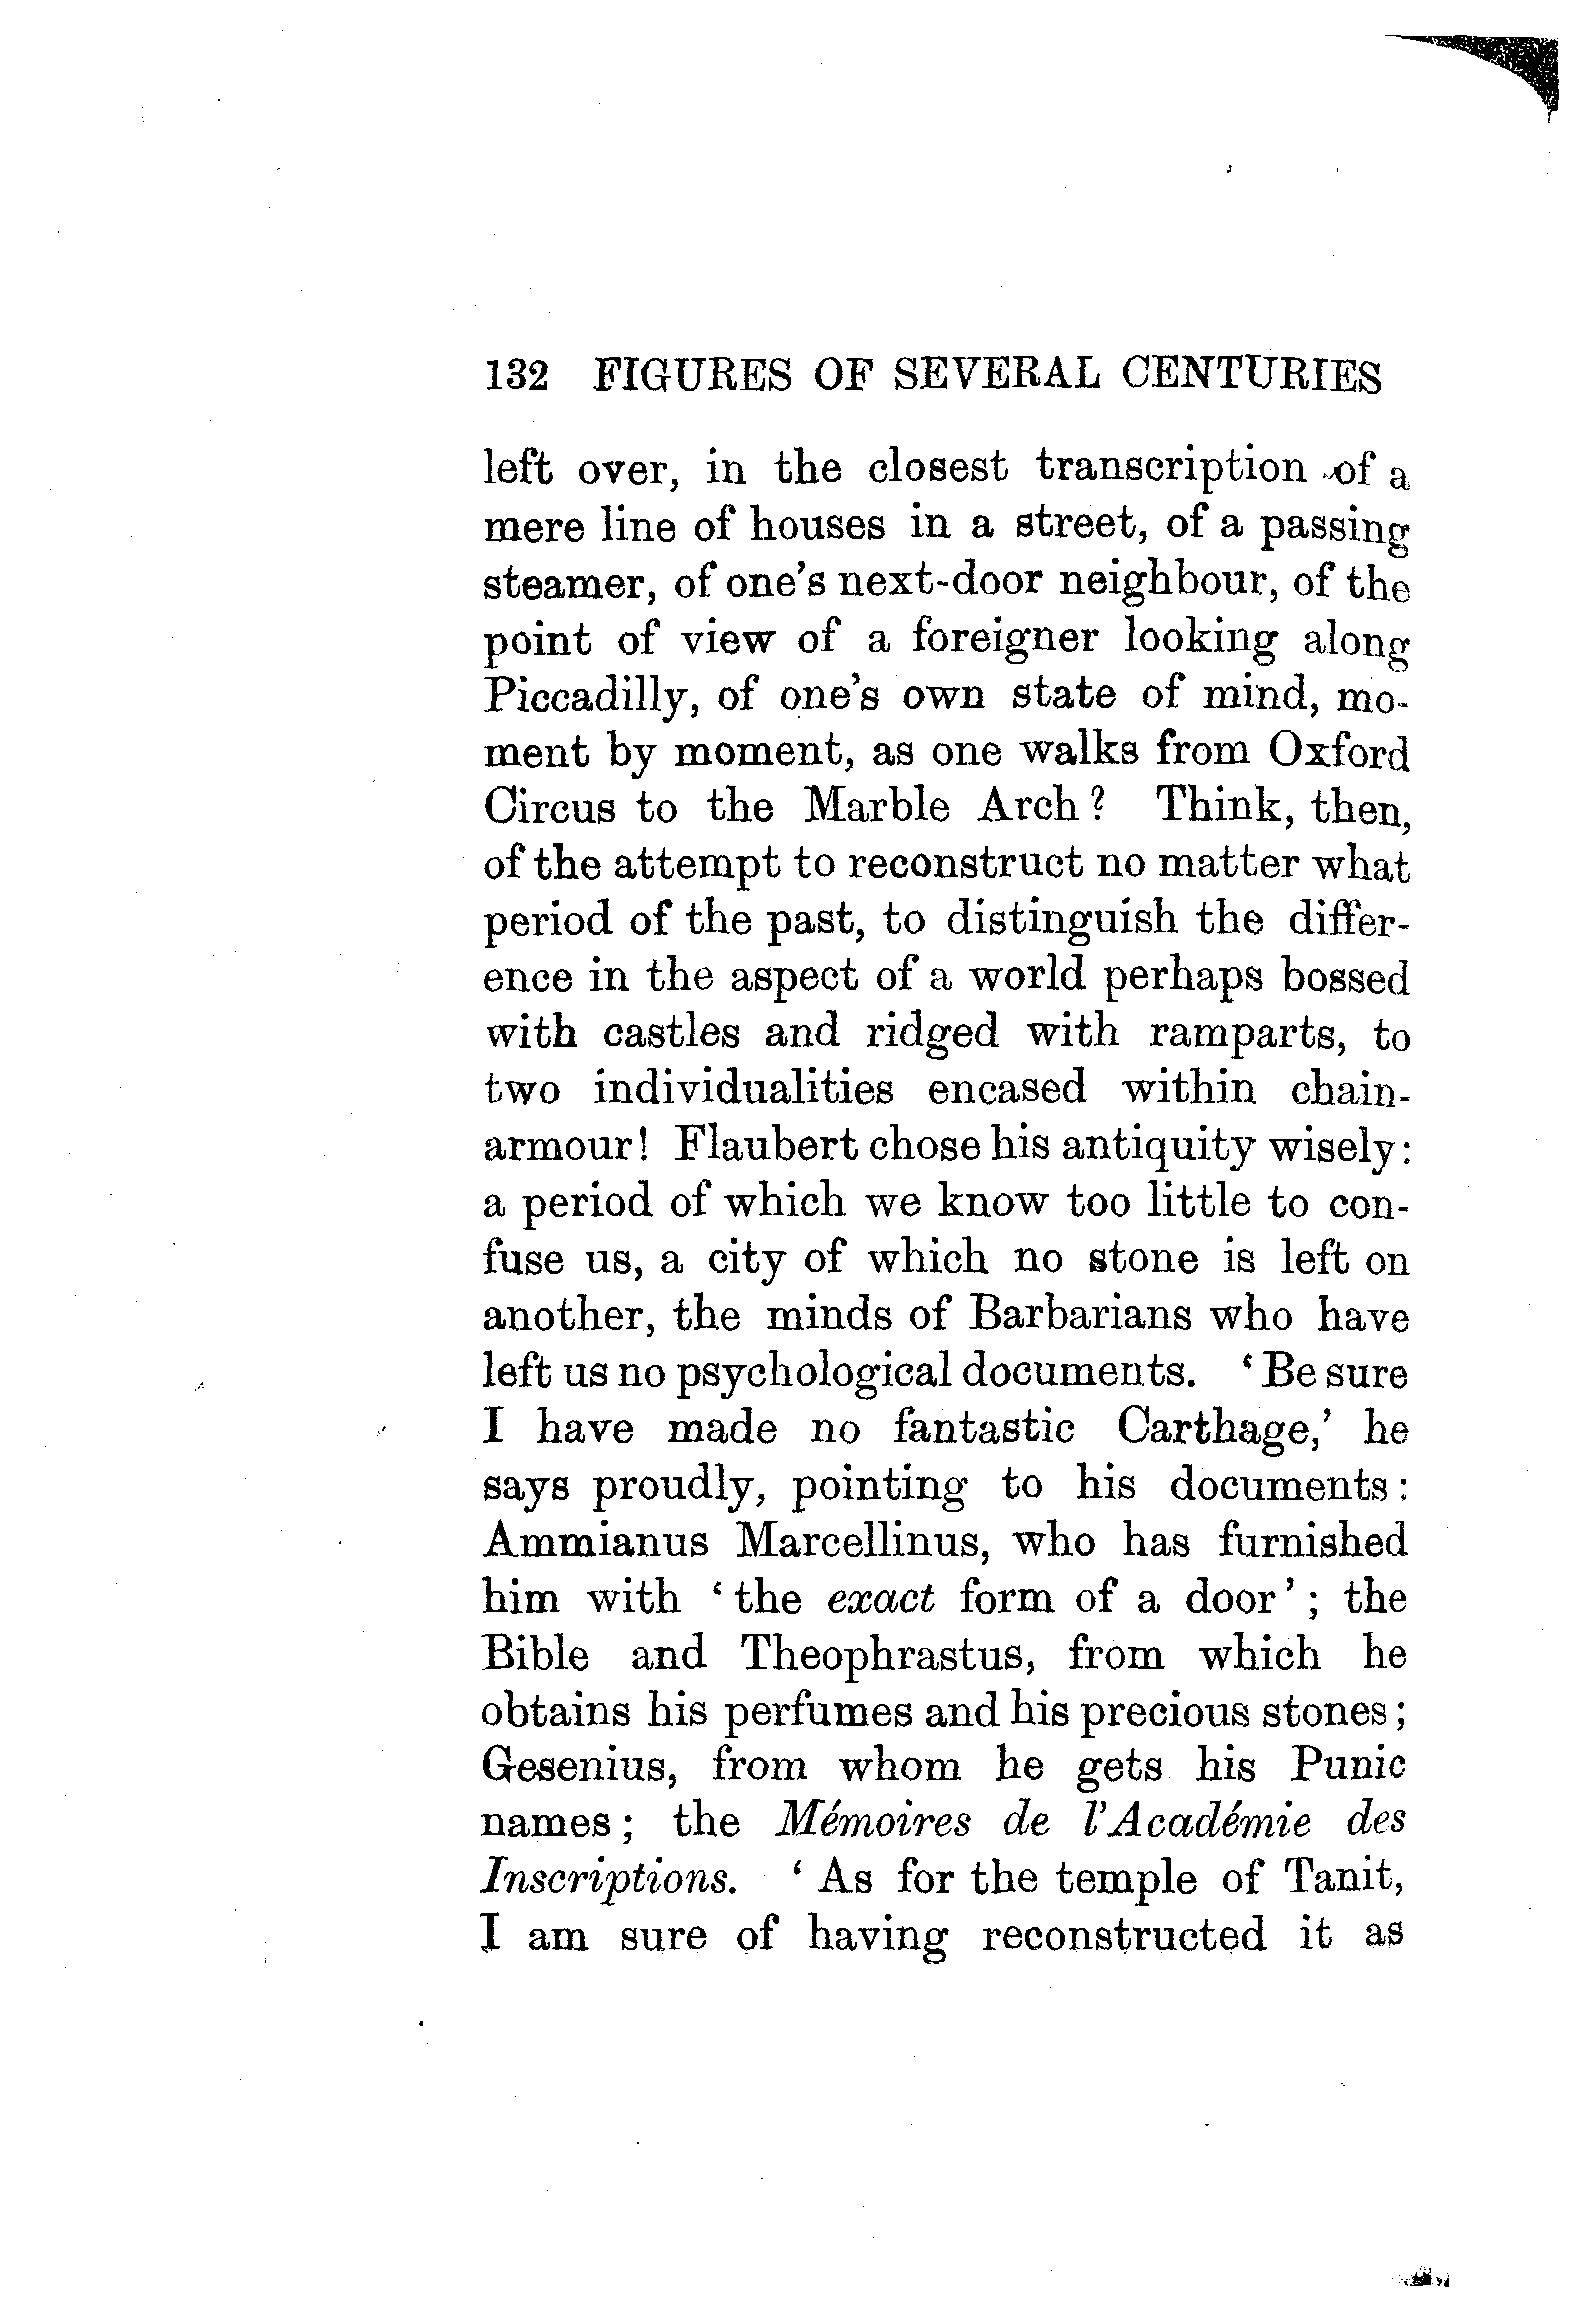 132 FIGURES OF SEVERAL CENTURIES
left over, in the closest transcription of a
mere line of houses in a street, of a passing
steamer, of one's next-door neighbour, of the
point of view of a foreigner looking along
Piccadilly, of one's own state of mind, mo-
ment by moment, as one walks from Oxford
Circus to the Marble Arch? Think, then,
of the attempt to reconstruct no matter what
period of the past, to distinguish the differ-
ence in the aspect of a world perhaps bossed
with castles and ridged with ramparts, to
two individualities encased within chain-
armour! Flaubert chose his antiquity wisely:
a period of which we know too little to con-
fuse us, a city of which no stone is left on
another, the minds of Barbarians who have
left us no psychological documents. ‘Be sure
I have made no fantastic Carthage,’ he
says proudly, pointing to his documents:
Ammianus Marcellinus, who has furnished
him with ‘the exact form of a door’; the
Bible and Theophrastus, from which he
obtains his perfumes and his precious stones;
Gesenius, from whom he gets his Punic
names; the Mémoires de l'Académie des
Inscriptions. ‘As for the temple of Tanit,
I am sure of having reconstructed it as